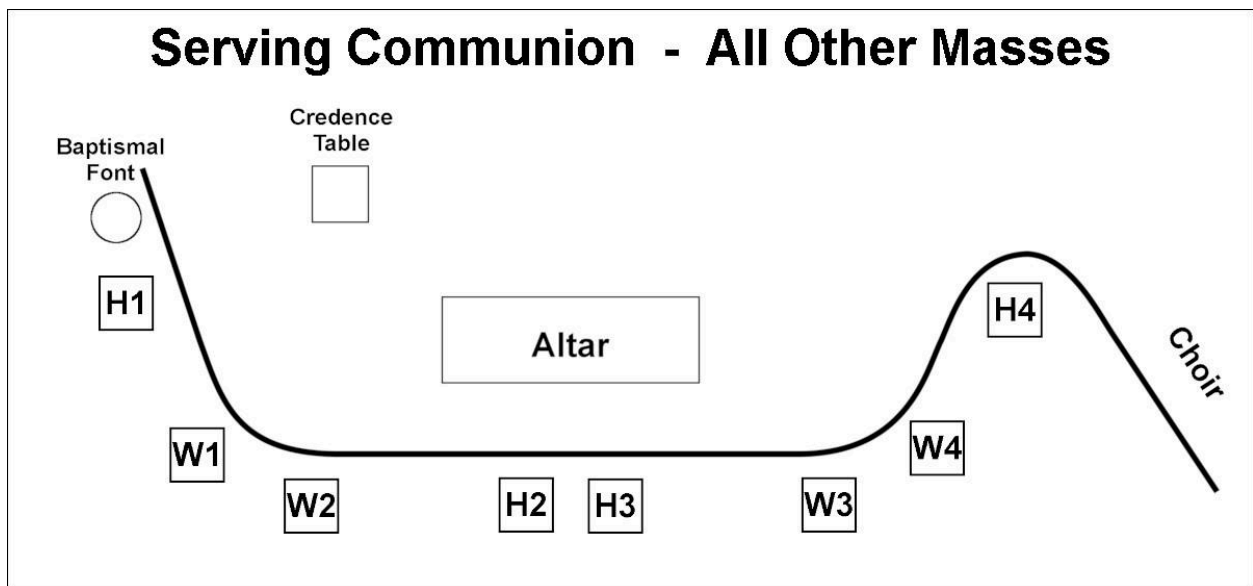 Serving Communion - All Other Masses
Credence
Table
Baptismal
Font
H1
H4
Altar
Choir
W1
W4
W2
H2
H3
W3